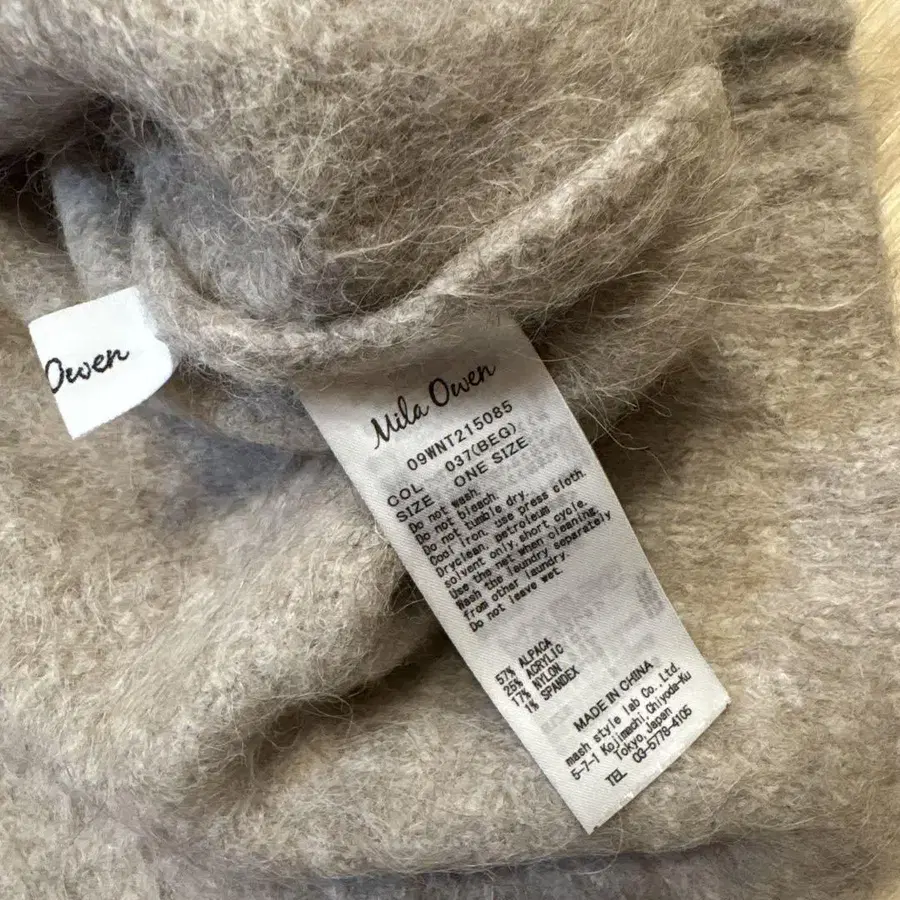 Owen
Mila Owen
09WNT215085
COL 037(BEG)
SIZE ONE SIZE
Do not wash.
Do not bleach.
Do not tumble dry.
Cool iron, use press cloth.
Dryclean, petroleum
solvent only, short cycle.
Use the net when cleaning
Wash the laundry separately
from other laundry.
Do not leave wet.
57% ALPACA
25% ACRYLIC
17% NYLON
1% SPANDEX
MADE IN CHINA
mash style lab Co., Ltd.
5-7-1 Kojimachi, Chiyoda-Ku
Tokyo, Japan
TEL 03-5778-4105